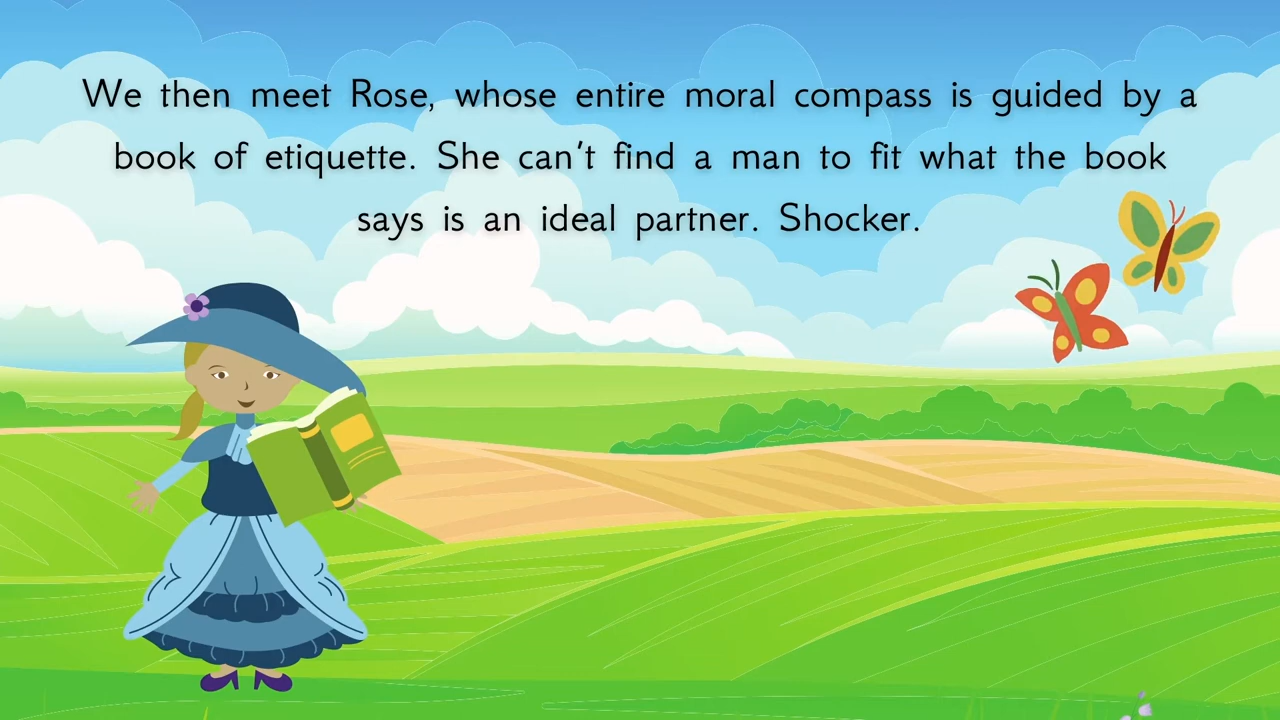 We then meet Rose, whose entire moral compass is guided by a
book of etiquette. She can't find a man to fit what the book
says is an ideal partner. Shocker.